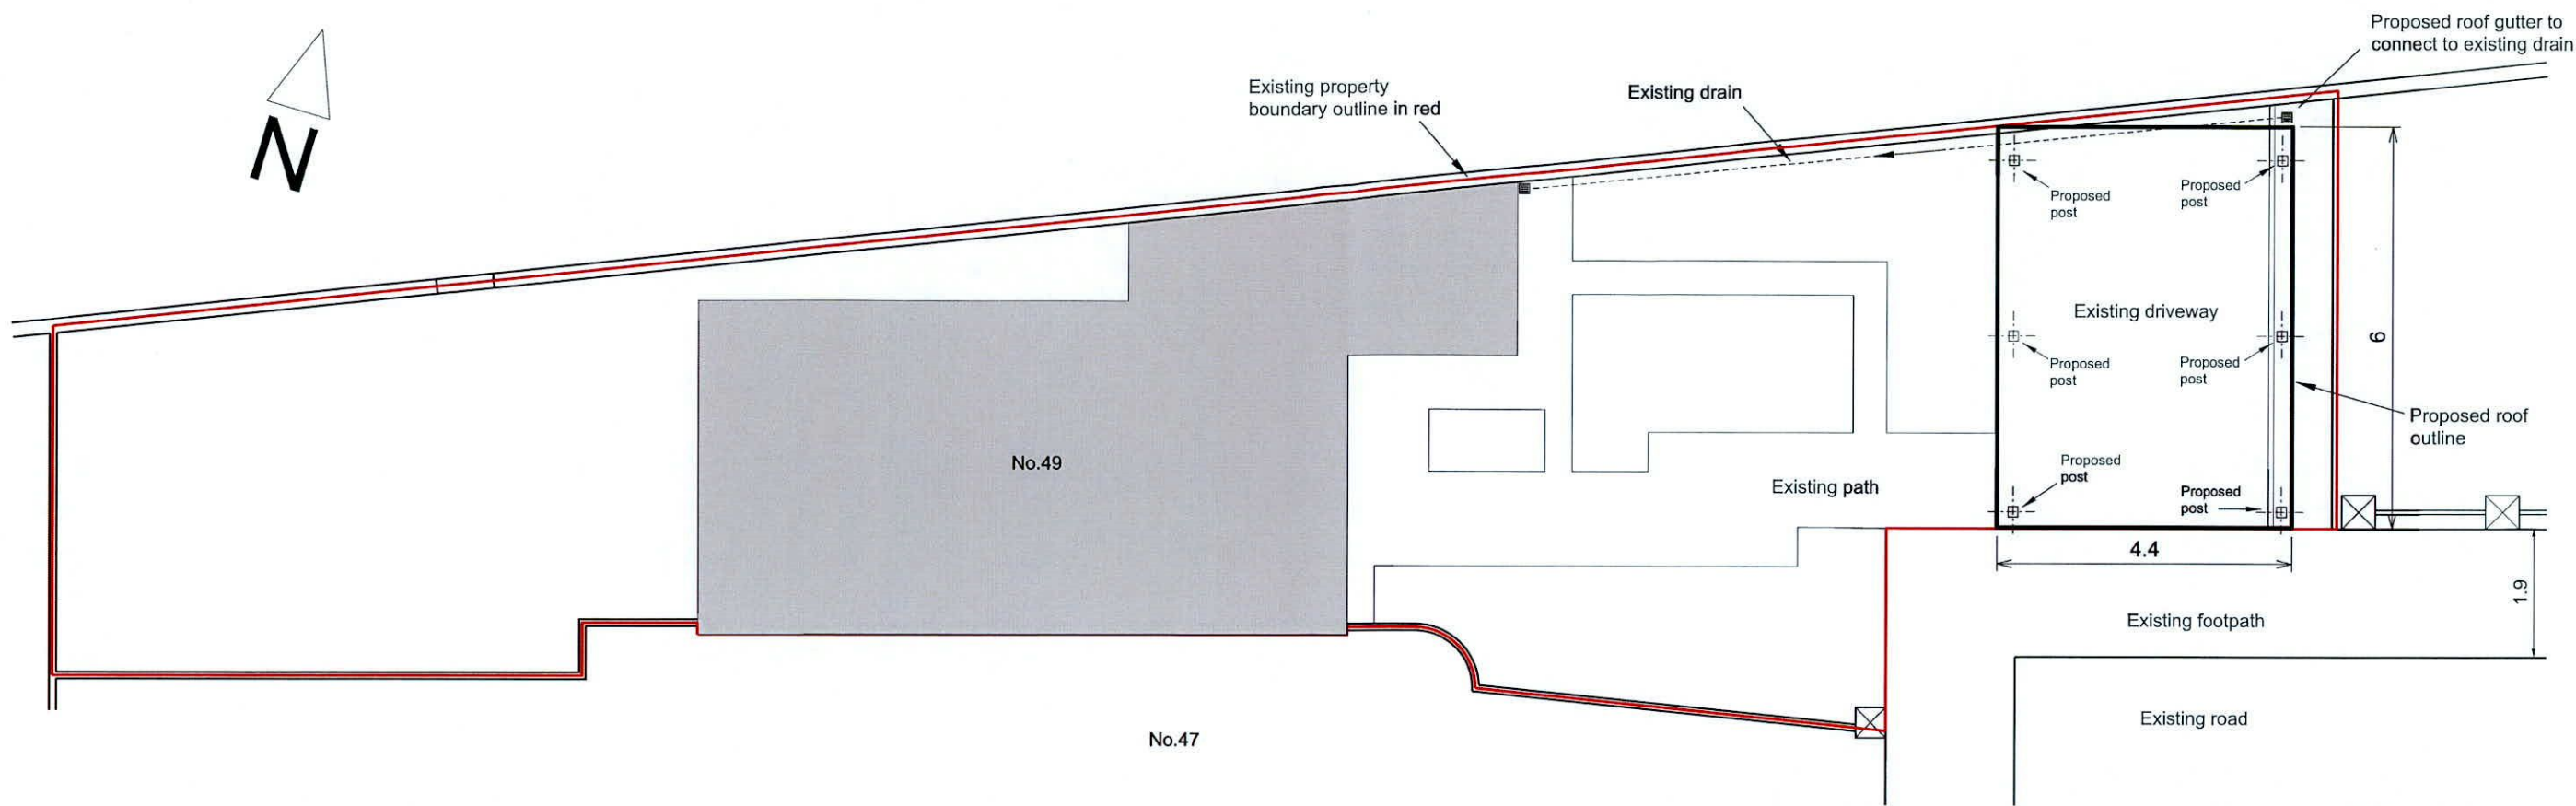 Proposed roof gutter to
connect to existing drain
Existing property
boundary outline in red
Existing drain
N
Proposed
post
Proposed
post
Existing driveway
6
Proposed
post
Proposed
post
Proposed roof
outline
No.49
Proposed
post
Proposed
post
Existing path
4.4
1.9
Existing footpath
Existing road
No.47